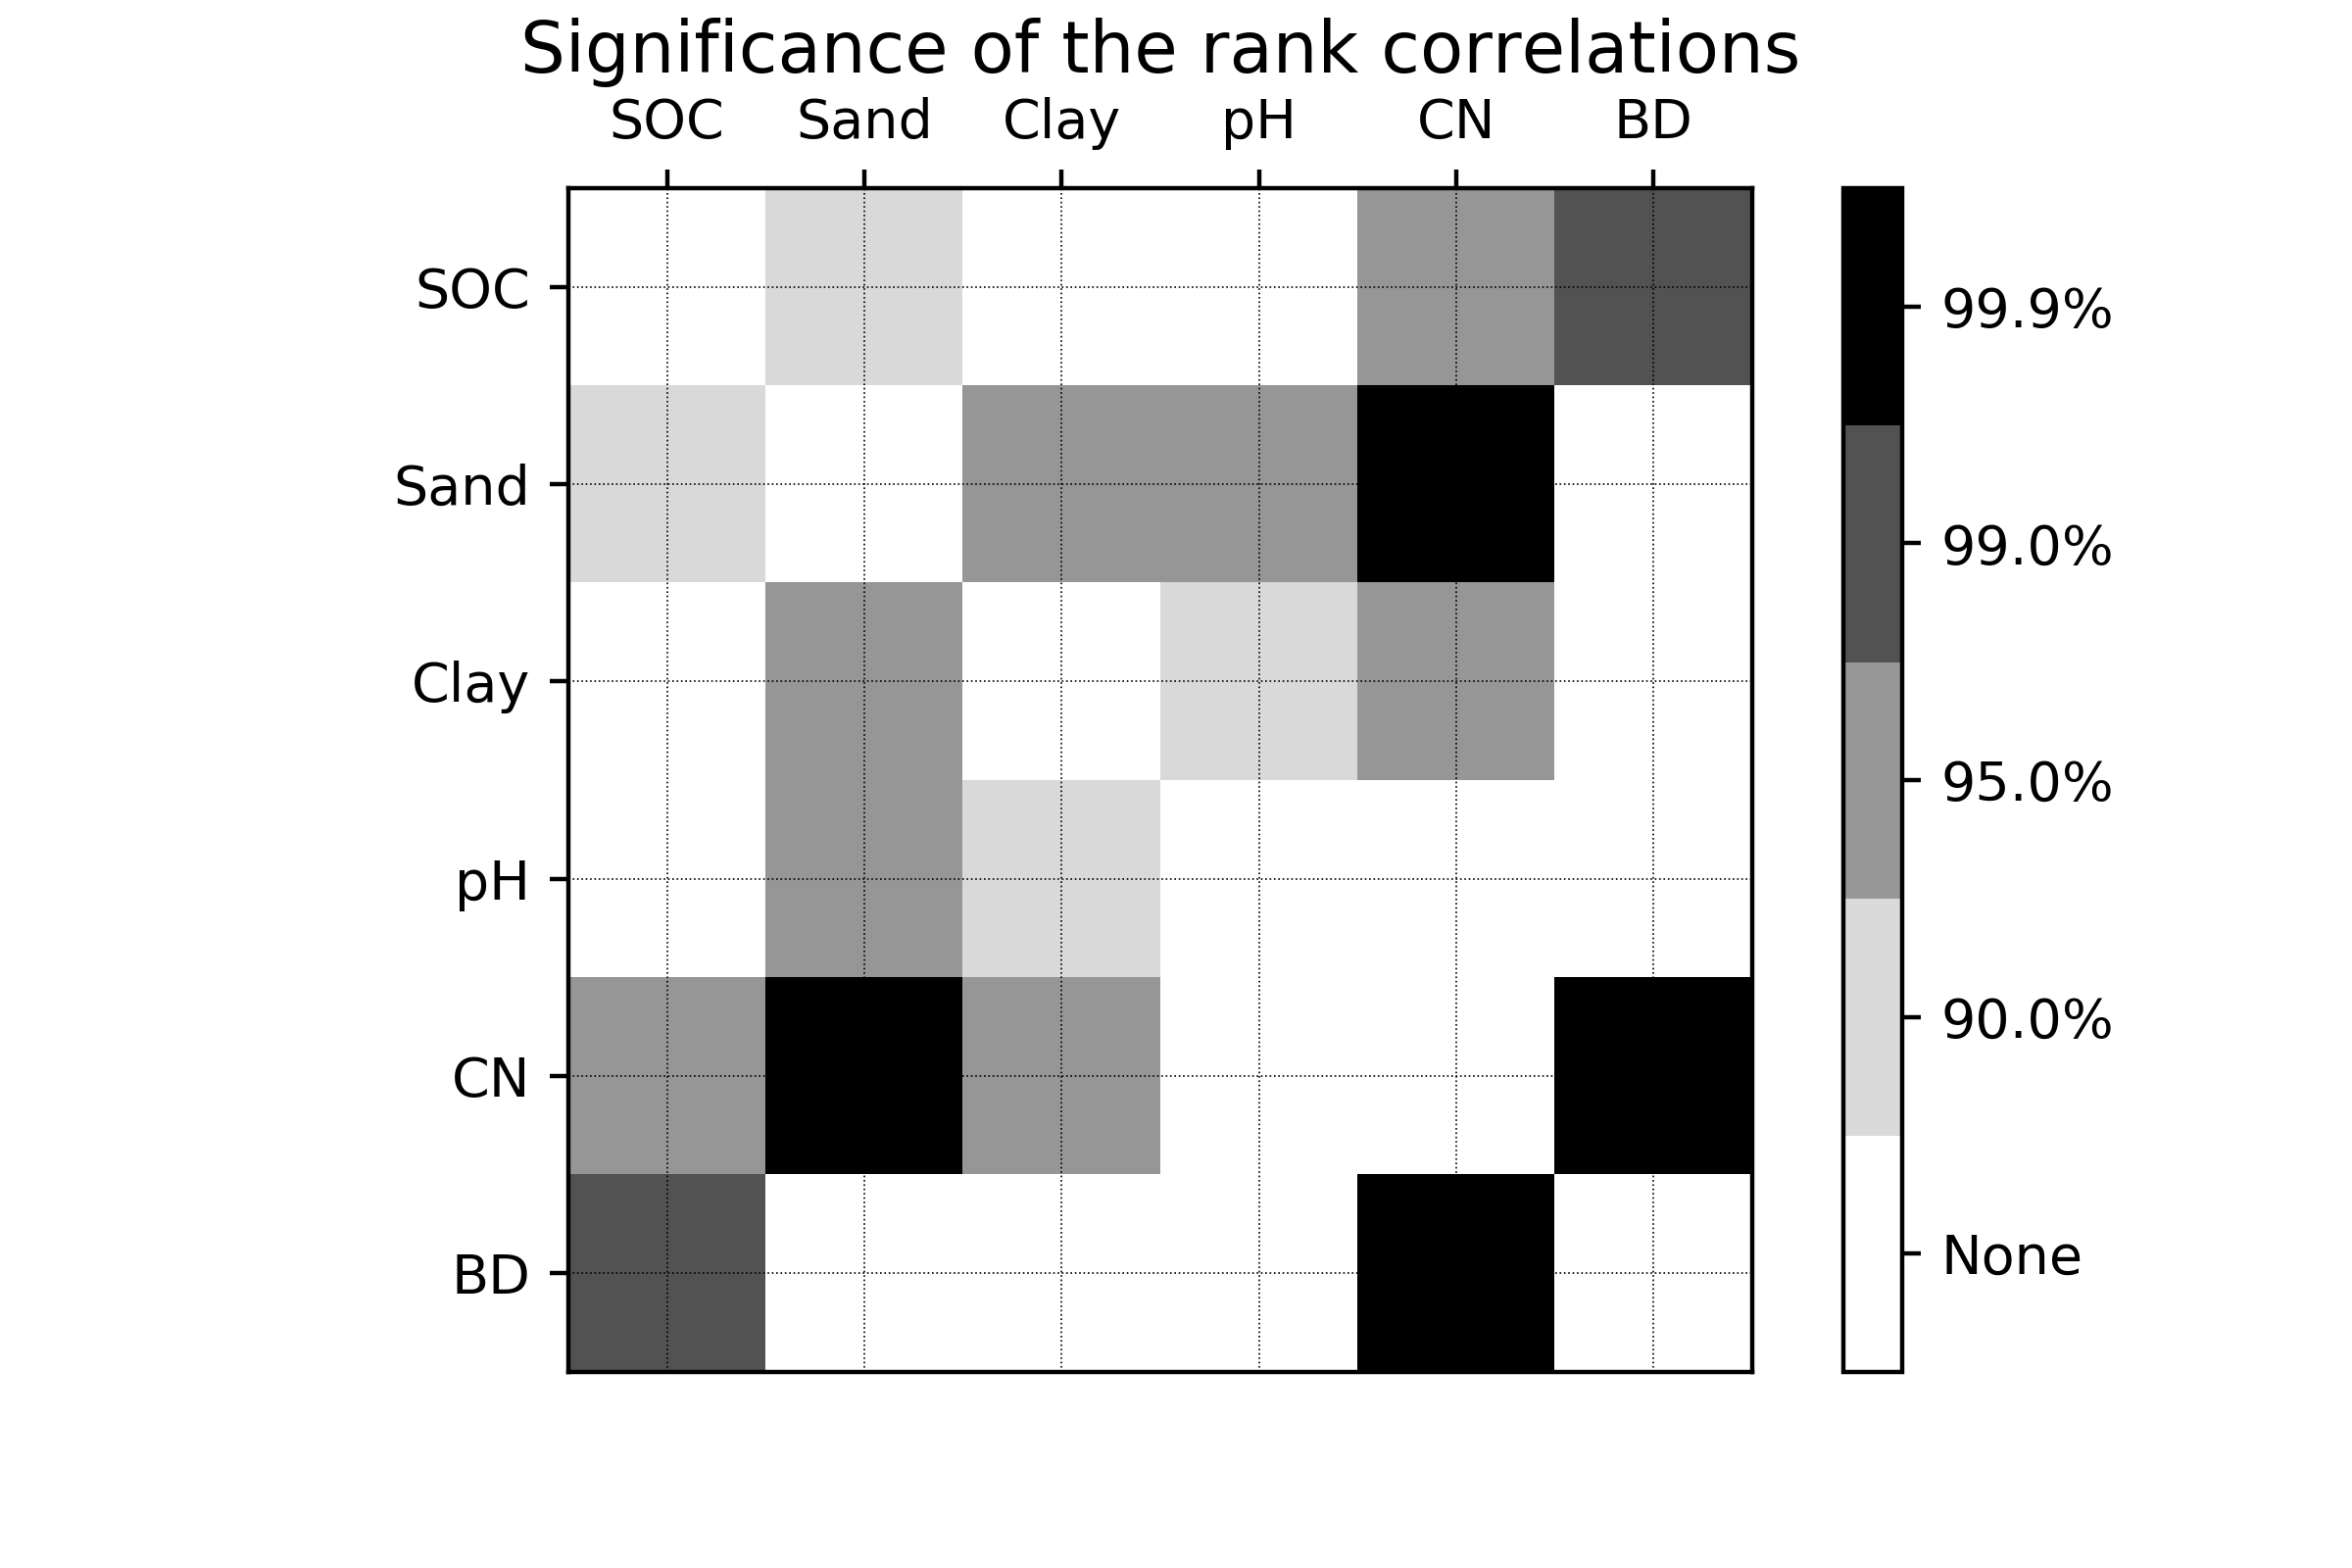 Significance of the rank correlations
SOC Sand Clay pH CN BD
SOC
Sand
Clay
pH
CN
BD
99.9%
99.0%
95.0%
90.0%
None